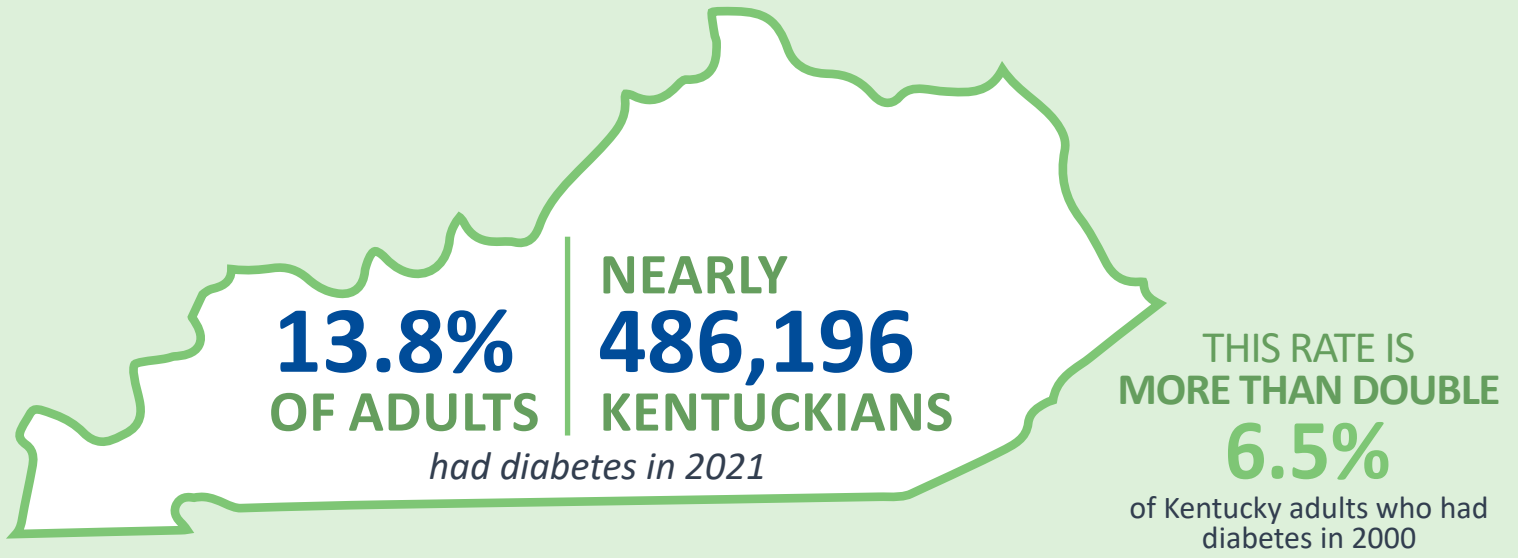 13.8%
OF ADULTS
NEARLY
486,196
KENTUCKIANS
had diabetes in 2021
THIS RATE IS
MORE THAN DOUBLE
6.5%
of Kentucky adults who had
diabetes in 2000